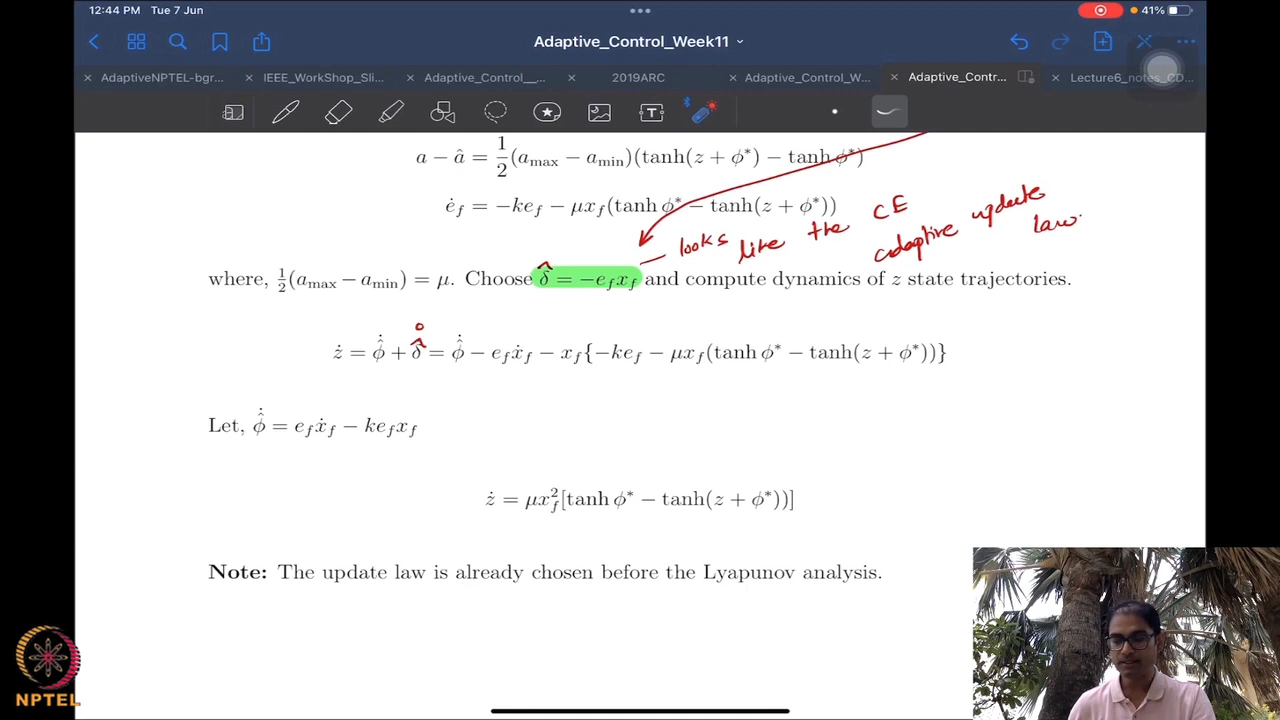 12:44 PM Tue 7 Jun
41%
Adaptive_Control_Week11
AdaptiveNPTEL-bgr...
IEEE_WorkShop_Sli...
Adaptive_Control__...
2019ARC
Adaptive_Control_W...
Adaptive_Contr...
Lecture6_notes_CD...
a − â = 1/2(a_max − a_min)(tanh(z + ϕ*) − tanh ϕ*)
ė_f = −ke_f − μx_f(tanh ϕ* − tanh(z + ϕ*))
looks like the CE
adaptive update
law.
where, 1/2(a_max − a_min) = μ. Choose δ̂ = −e_f x_f and compute dynamics of z state trajectories.
ż = ϕ̂̇ + δ̂̇ = ϕ̂̇ − e_f ẋ_f − x_f{−ke_f − μx_f(tanh ϕ* − tanh(z + ϕ*))}
Let, ϕ̂̇ = e_f ẋ_f − ke_f x_f
ż = μx_f²[tanh ϕ* − tanh(z + ϕ*))]
Note: The update law is already chosen before the Lyapunov analysis.
NPTEL